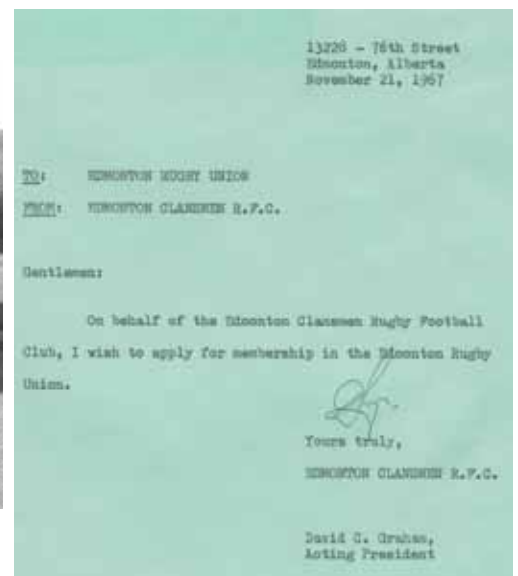 13228 - 76th Street
Edmonton, Alberta
November 21, 1967
TO: EDMONTON RUGBY UNION
FROM: EDMONTON CLANSMEN R.F.C.
Gentlemen:
On behalf of the Edmonton Clansmen Rugby Football
Club, I wish to apply for membership in the Edmonton Rugby
Union.
Yours truly,
EDMONTON CLANSMEN R.F.C.
David C. Graham,
Acting President